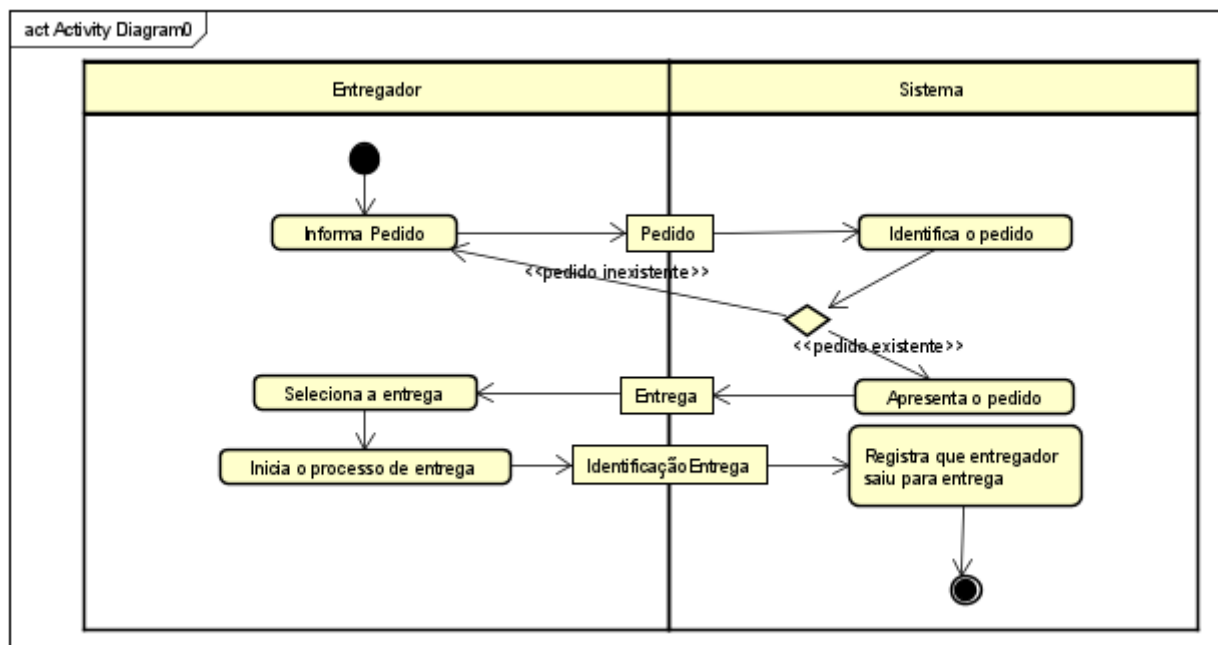 act Activity Diagram0
Entregador
Sistema
Informa Pedido
Pedido
Identifica o pedido
<<pedido inexistente>>
<<pedido existente>>
Seleciona a entrega
Entrega
Apresenta o pedido
Inicia o processo de entrega
IdentificaçãoEntrega
Registra que entregador
saiu para entrega